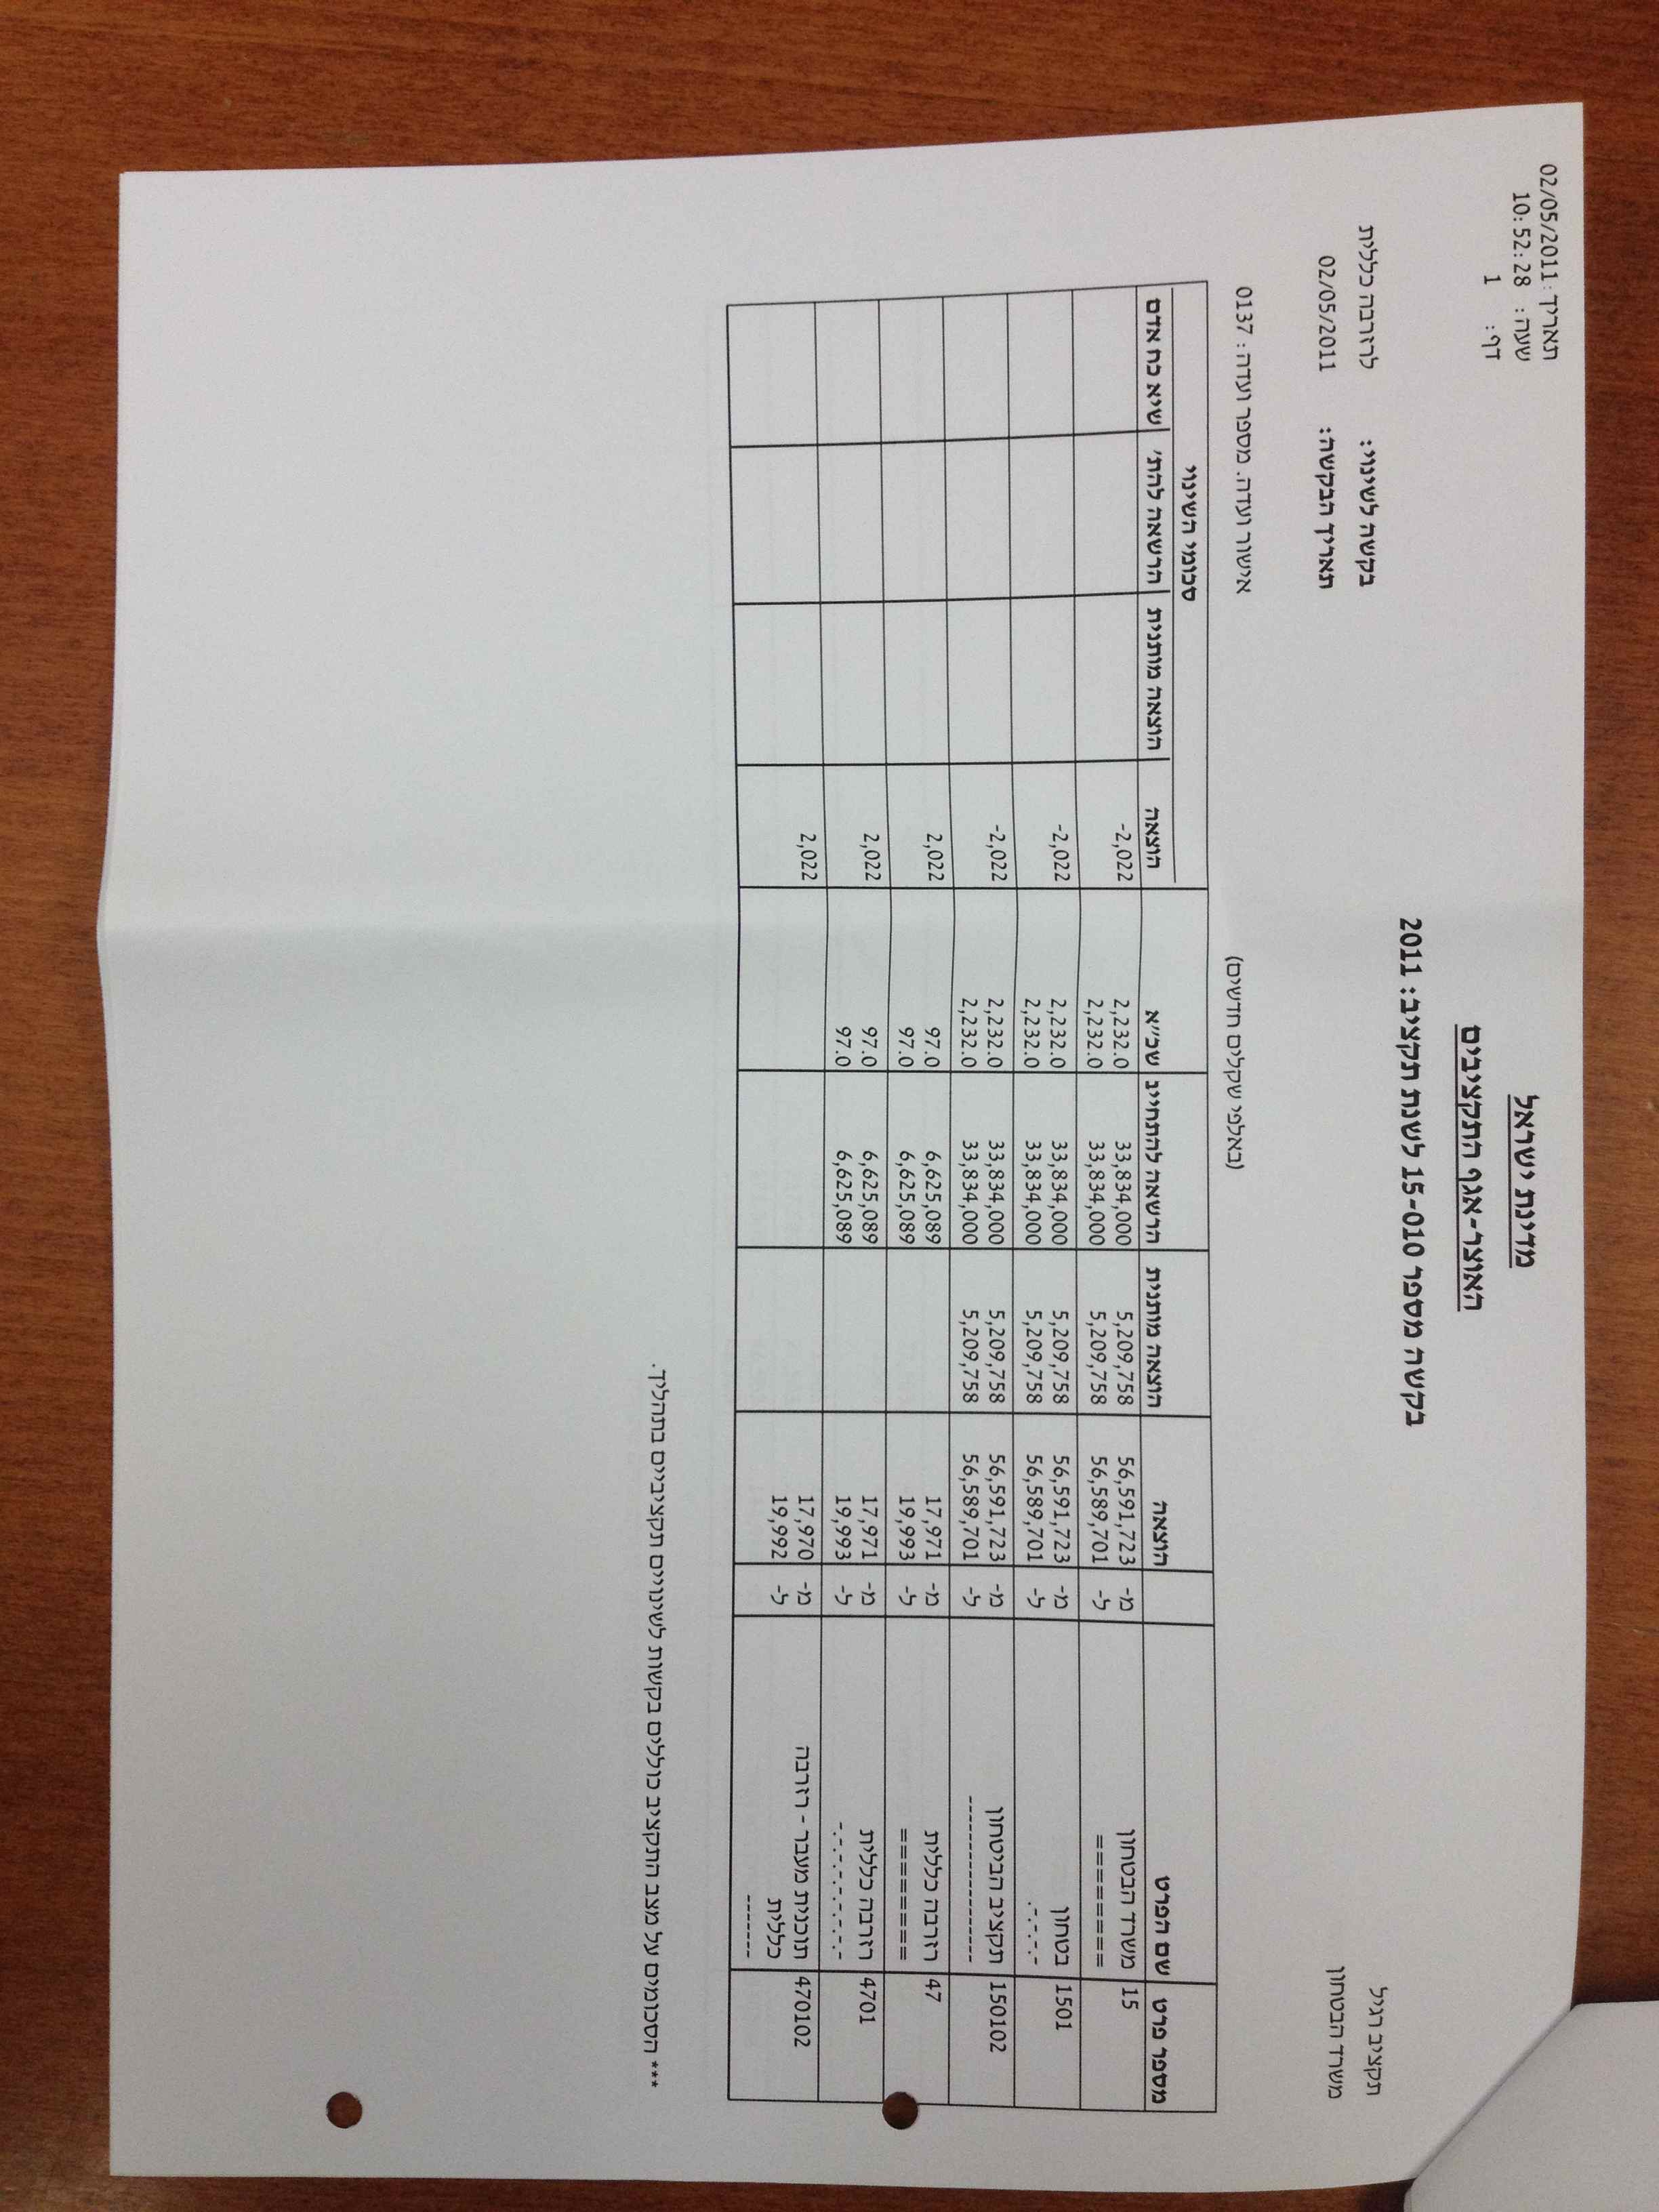 תאריך: 02/05/2011
שעה: 10:52:28
דף: 1
מדינת ישראל
האוצר-אגף התקציבים
בקשה מספר 15-010 לשנת תקציב: 2011
תקציב רגיל
משרד הבטחון
בקשה לשינוי: לרזרבה כללית
תאריך הבקשה: 02/05/2011
(באלפי שקלים חדשים)
אישור ועדה. מספר ועדה: 0137
סכומי השינוי
מספר פרט שם הפרט הוצאה הוצאה מותנית הרשאה להתחייב שכ"א הוצאה הוצאה מותנית הרשאה להת' שיא כח אדם
15 משרד הבטחון מ- 56,591,723 5,209,758 33,834,000 2,232.0 -2,022
======== ל- 56,589,701 5,209,758 33,834,000 2,232.0
1501 בטחון מ- 56,591,723 5,209,758 33,834,000 2,232.0 -2,022
-.-.-.-. ל- 56,589,701 5,209,758 33,834,000 2,232.0
150102 תקציב הביטחון מ- 56,591,723 5,209,758 33,834,000 2,232.0 -2,022
--------------- ל- 56,589,701 5,209,758 33,834,000 2,232.0
47 רזרבה כללית מ- 17,971 6,625,089 97.0 2,022
======== ל- 19,993 6,625,089 97.0
4701 רזרבה כללית מ- 17,971 6,625,089 97.0 2,022
-.-.-.-.-.-.-.- ל- 19,993 6,625,089 97.0
470102 תוכנית מעבר - רזרבה מ- 17,970 2,022
כללית ל- 19,992
-------
*** הסכומים על מצב התקציב כוללים בקשות לשינויים תקציביים בתהליך.